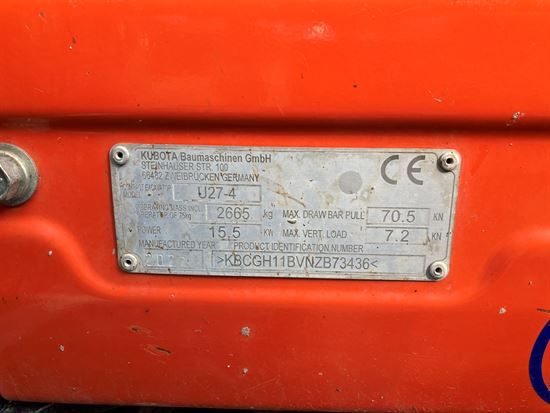 KUBOTA Baumaschinen GmbH
STEINHAUSER STR. 100
66482 ZWEIBRÜCKEN GERMANY
MODEL U27-4
OPERATING MASS INCL. OPERATOR OF 75kg 2665 kg MAX. DRAW BAR PULL 70.5 KN
POWER 15.5 KW MAX. VERT. LOAD 7.2 KN
MANUFACTURED YEAR PRODUCT IDENTIFICATION NUMBER
>KBCGH11BVNZB73436<
CE